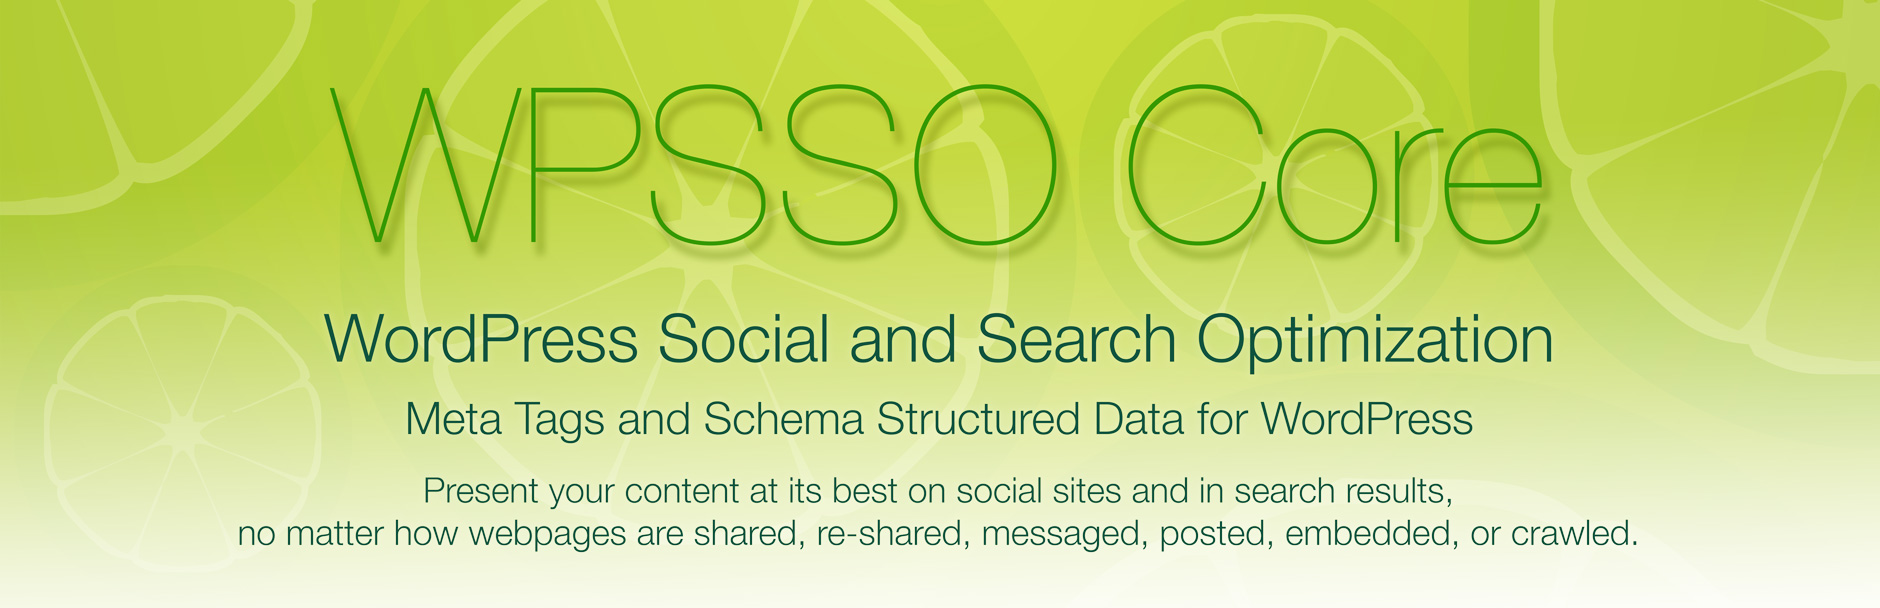 WPSSO Core
WordPress Social and Search Optimization
Meta Tags and Schema Structured Data for WordPress
Present your content at its best on social sites and in search results,
no matter how webpages are shared, re-shared, messaged, posted, embedded, or crawled.